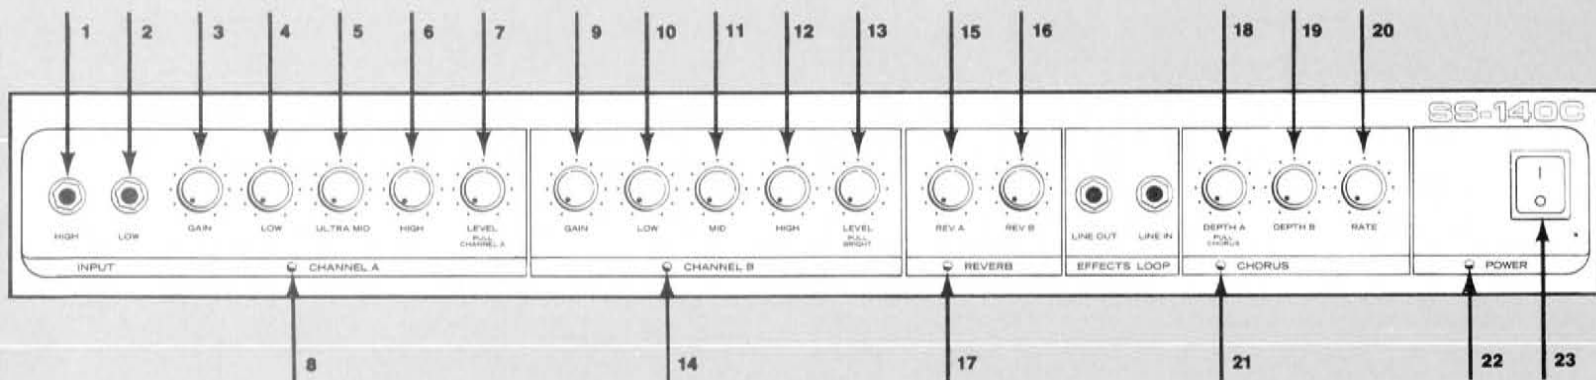 1 2 3 4 5 6 7 9 10 11 12 13 15 16 18 19 20
SS-140C
HIGH LOW GAIN LOW ULTRA MID HIGH LEVEL
PULL
CHANNEL A
GAIN LOW MID HIGH LEVEL
PULL
BRIGHT
REV A REV B
LINE OUT LINE IN
DEPTH A DEPTH B RATE
PULL
CHORUS
I
O
INPUT CHANNEL A CHANNEL B REVERB EFFECTS LOOP CHORUS POWER
8 14 17 21 22 23